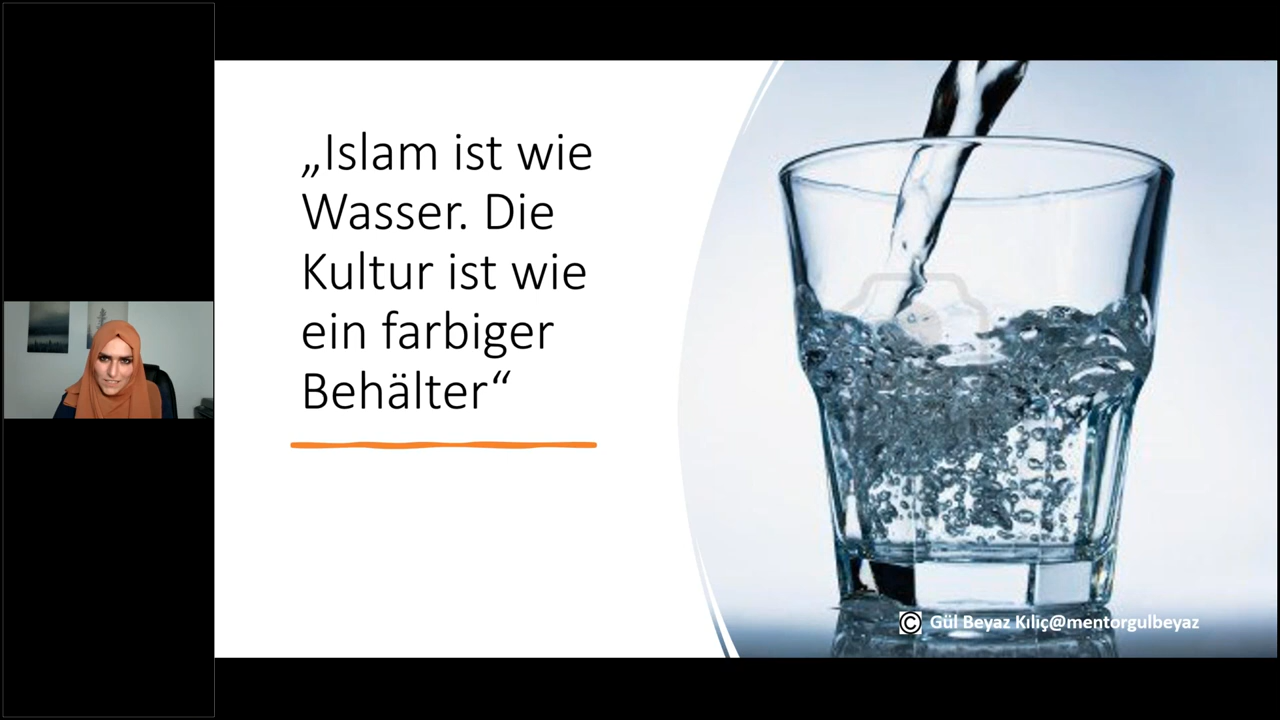 „Islam ist wie
Wasser. Die
Kultur ist wie
ein farbiger
Behälter“
© Gül Beyaz Kılıç@mentorgulbeyaz